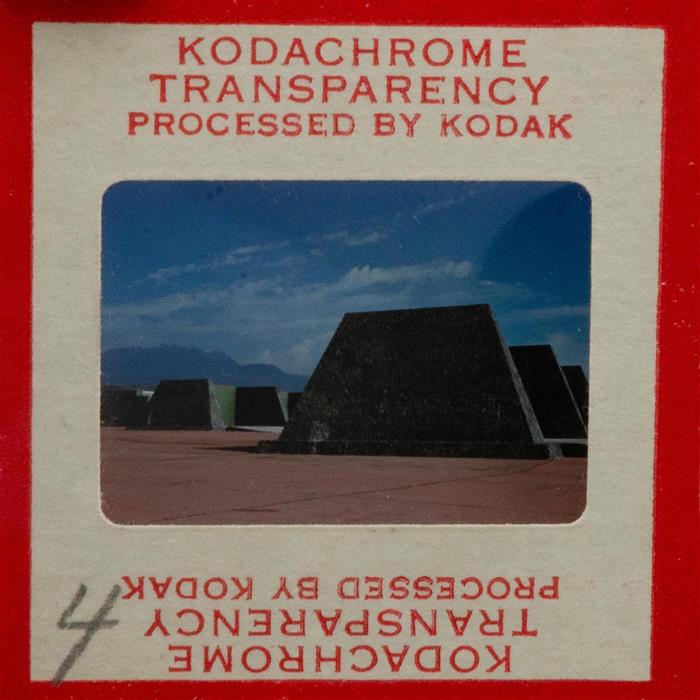 KODACHROME
TRANSPARENCY
PROCESSED BY KODAK
4
PROCESSED BY KODAK
TRANSPARENCY
KODACHROME